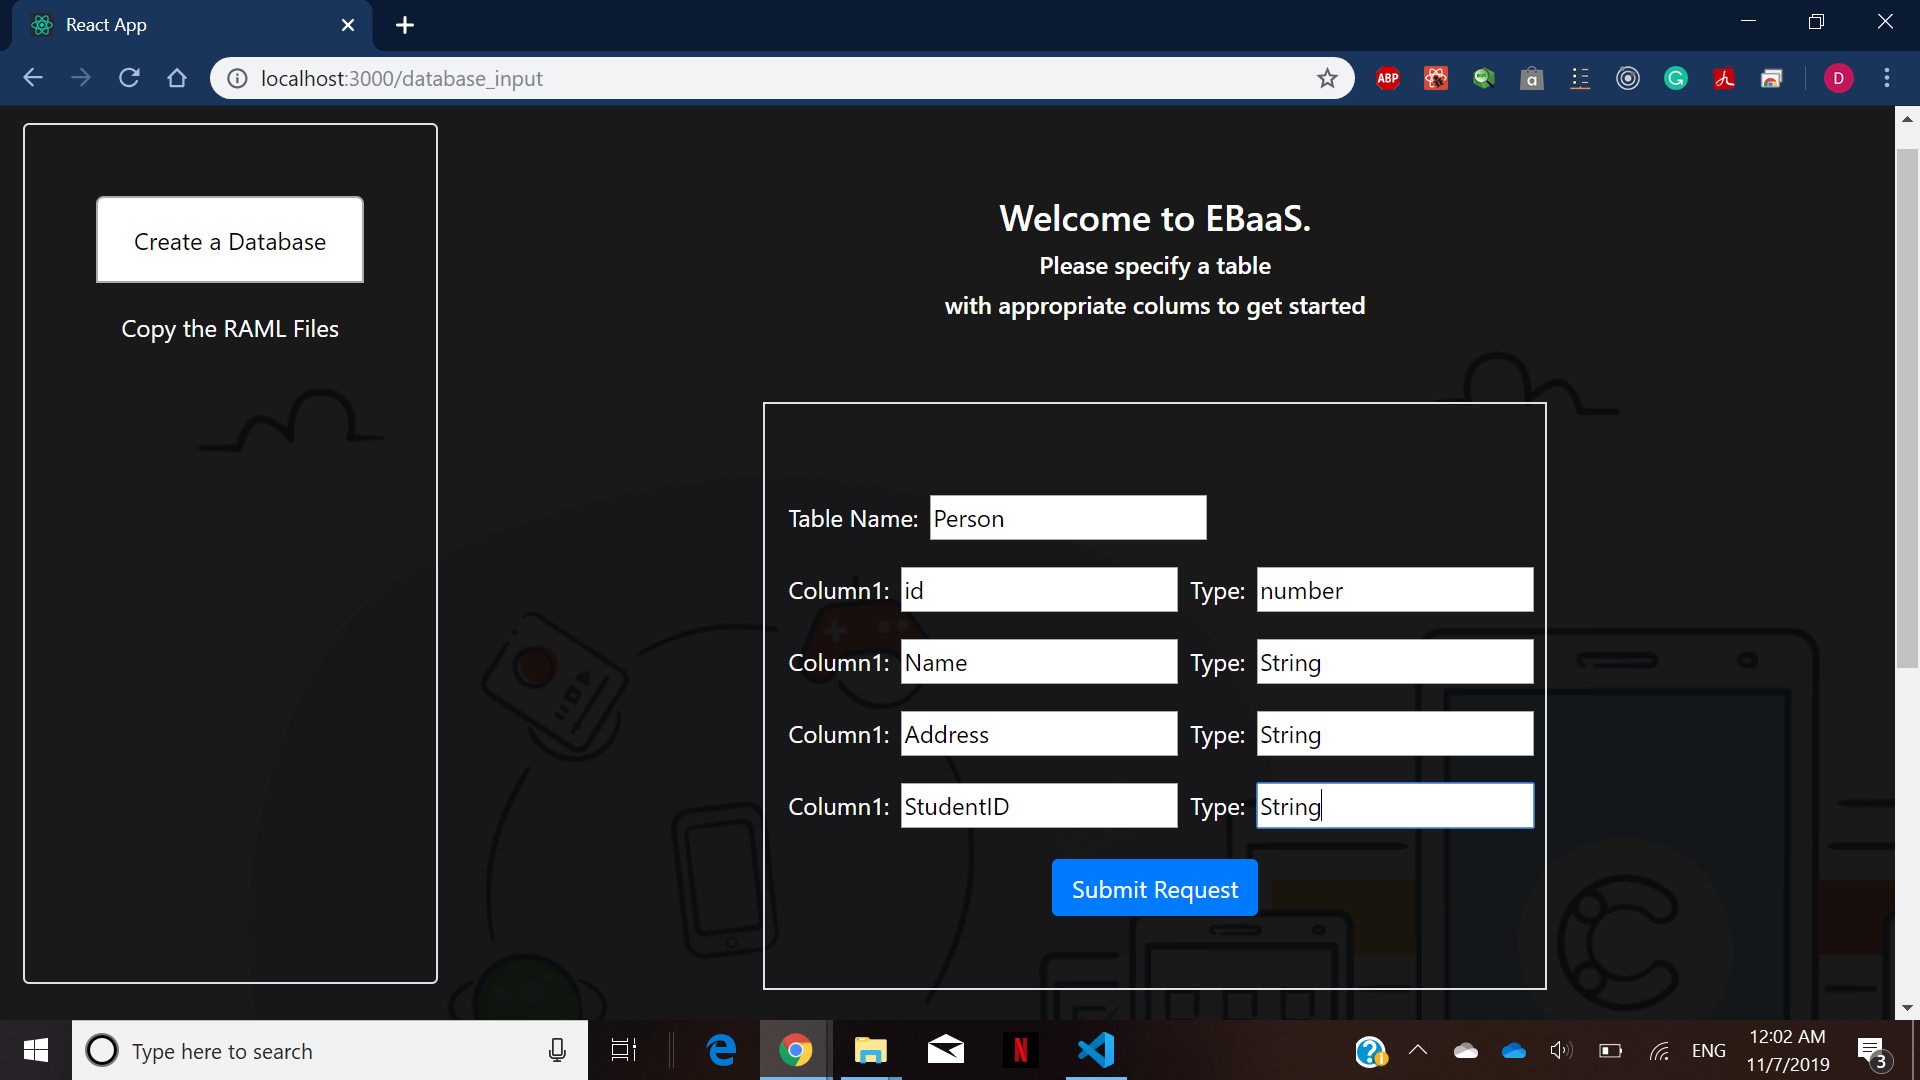 React App
localhost:3000/database_input
ABP
a
G
D
Create a Database
Copy the RAML Files
Welcome to EBaaS.
Please specify a table
with appropriate colums to get started
Table Name: Person
Column1: id Type: number
Column1: Name Type: String
Column1: Address Type: String
Column1: StudentID Type: String
Submit Request
Type here to search
N
ENG
12:02 AM
11/7/2019
3